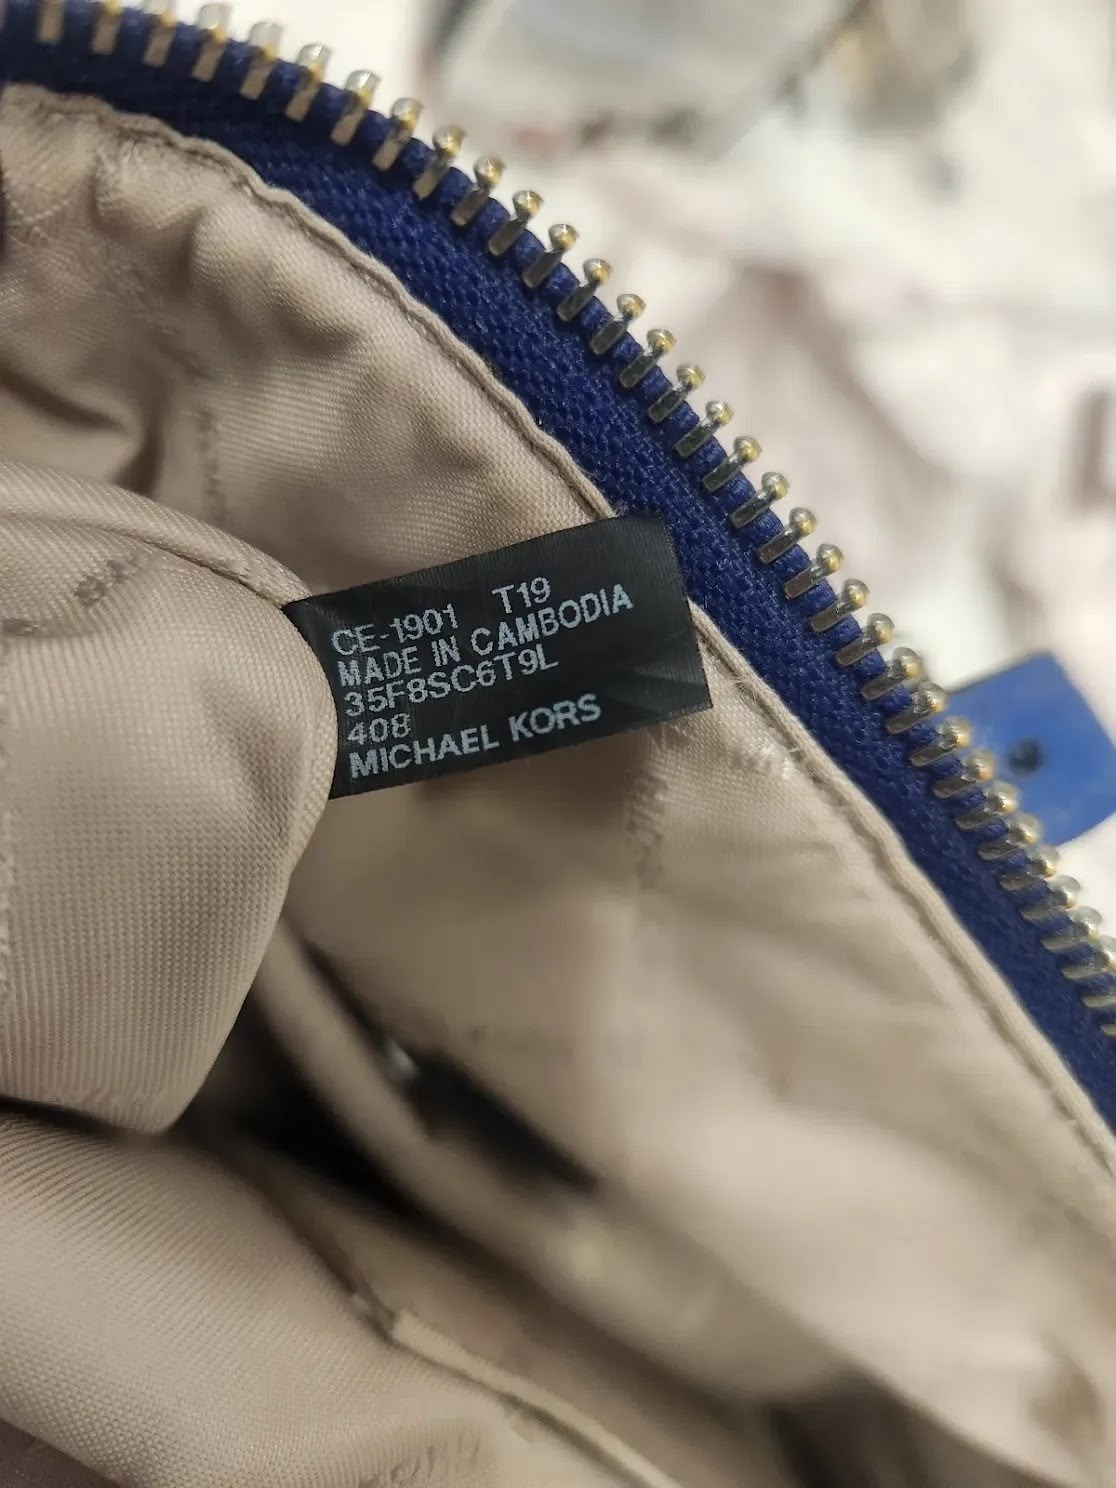 CE-1901 T19
MADE IN CAMBODIA
35F8SC6T9L
408
MICHAEL KORS